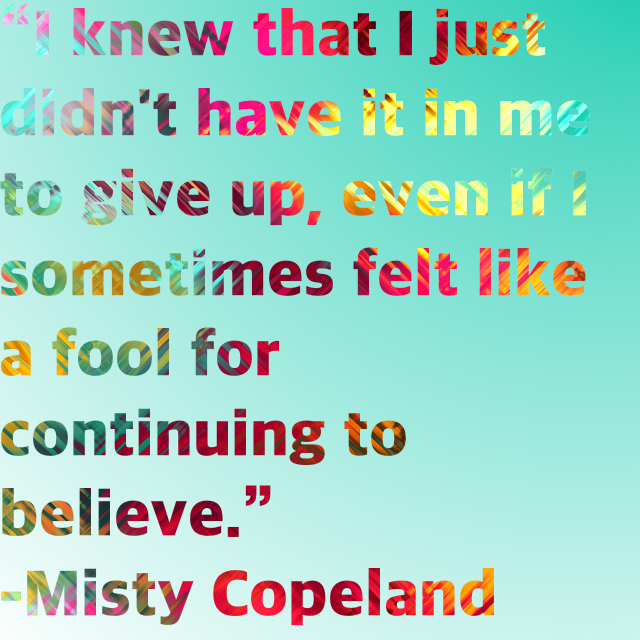 “I knew that I just
didn't have it in me
to give up, even if I
sometimes felt like
a fool for
continuing to
believe.”
-Misty Copeland